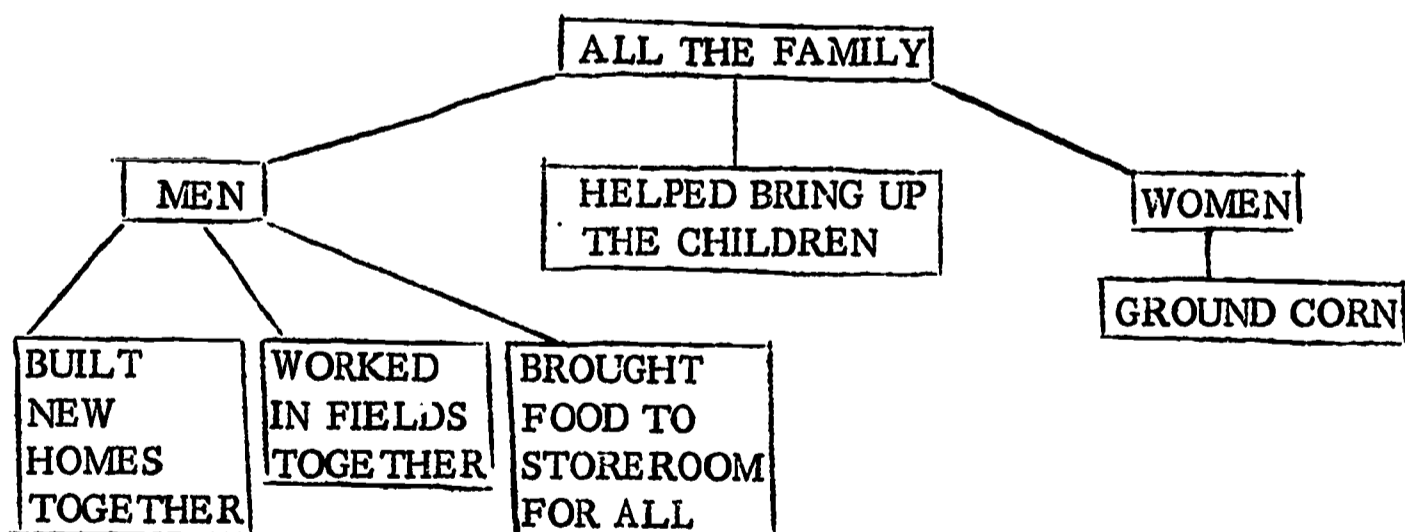 ALL THE FAMILY
MEN
HELPED BRING UP
THE CHILDREN
WOMEN
GROUND CORN
BUILT
NEW
HOMES
TOGETHER
WORKED
IN FIELDS
TOGETHER
BROUGHT
FOOD TO
STOREROOM
FOR ALL